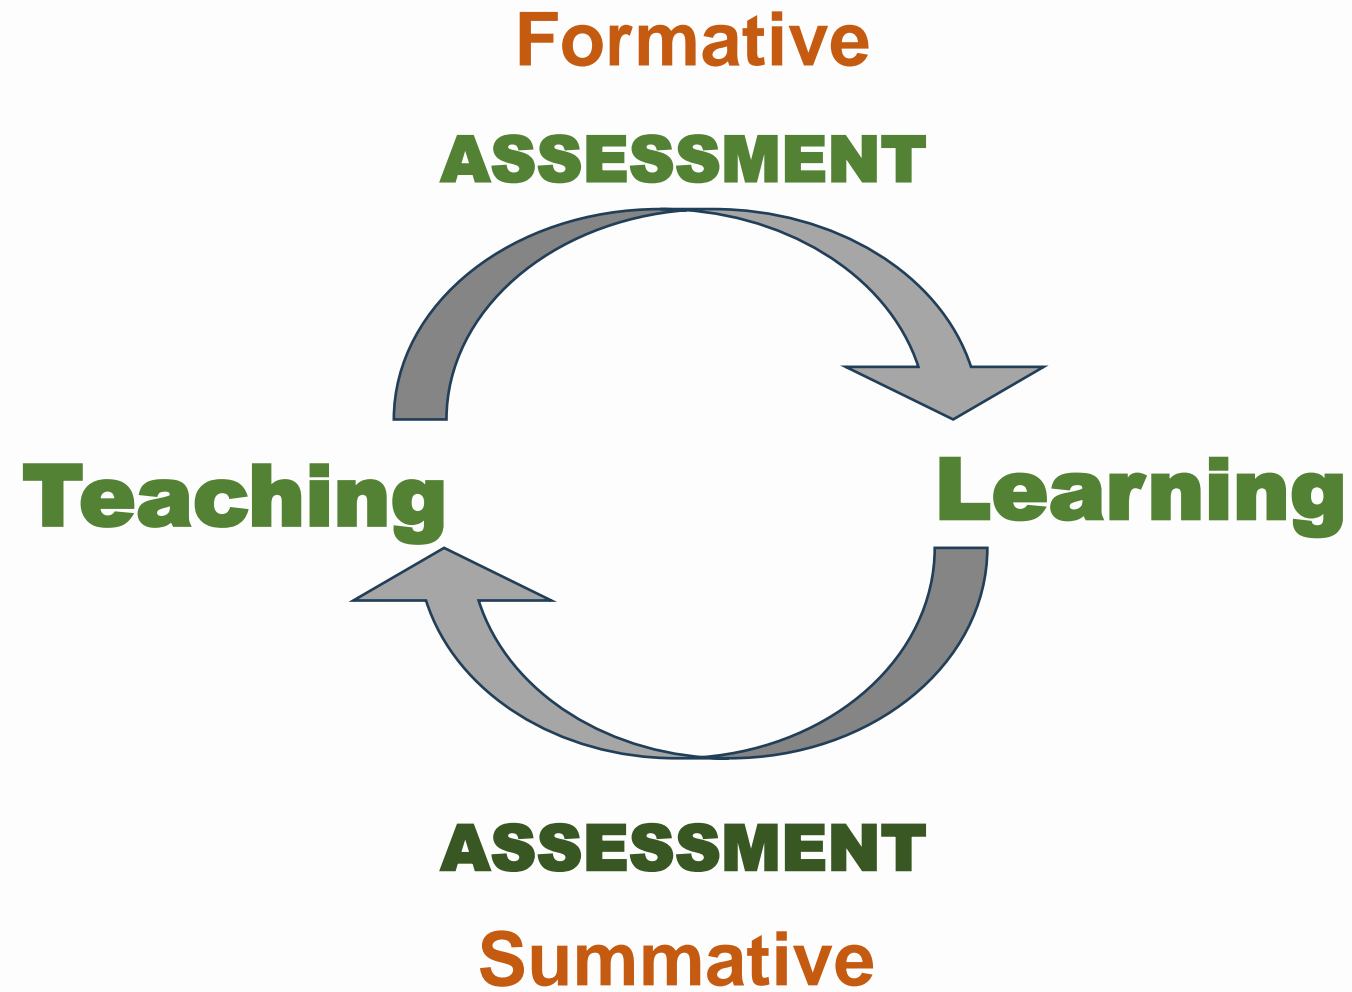 Formative
ASSESSMENT
Teaching
Learning
ASSESSMENT
Summative